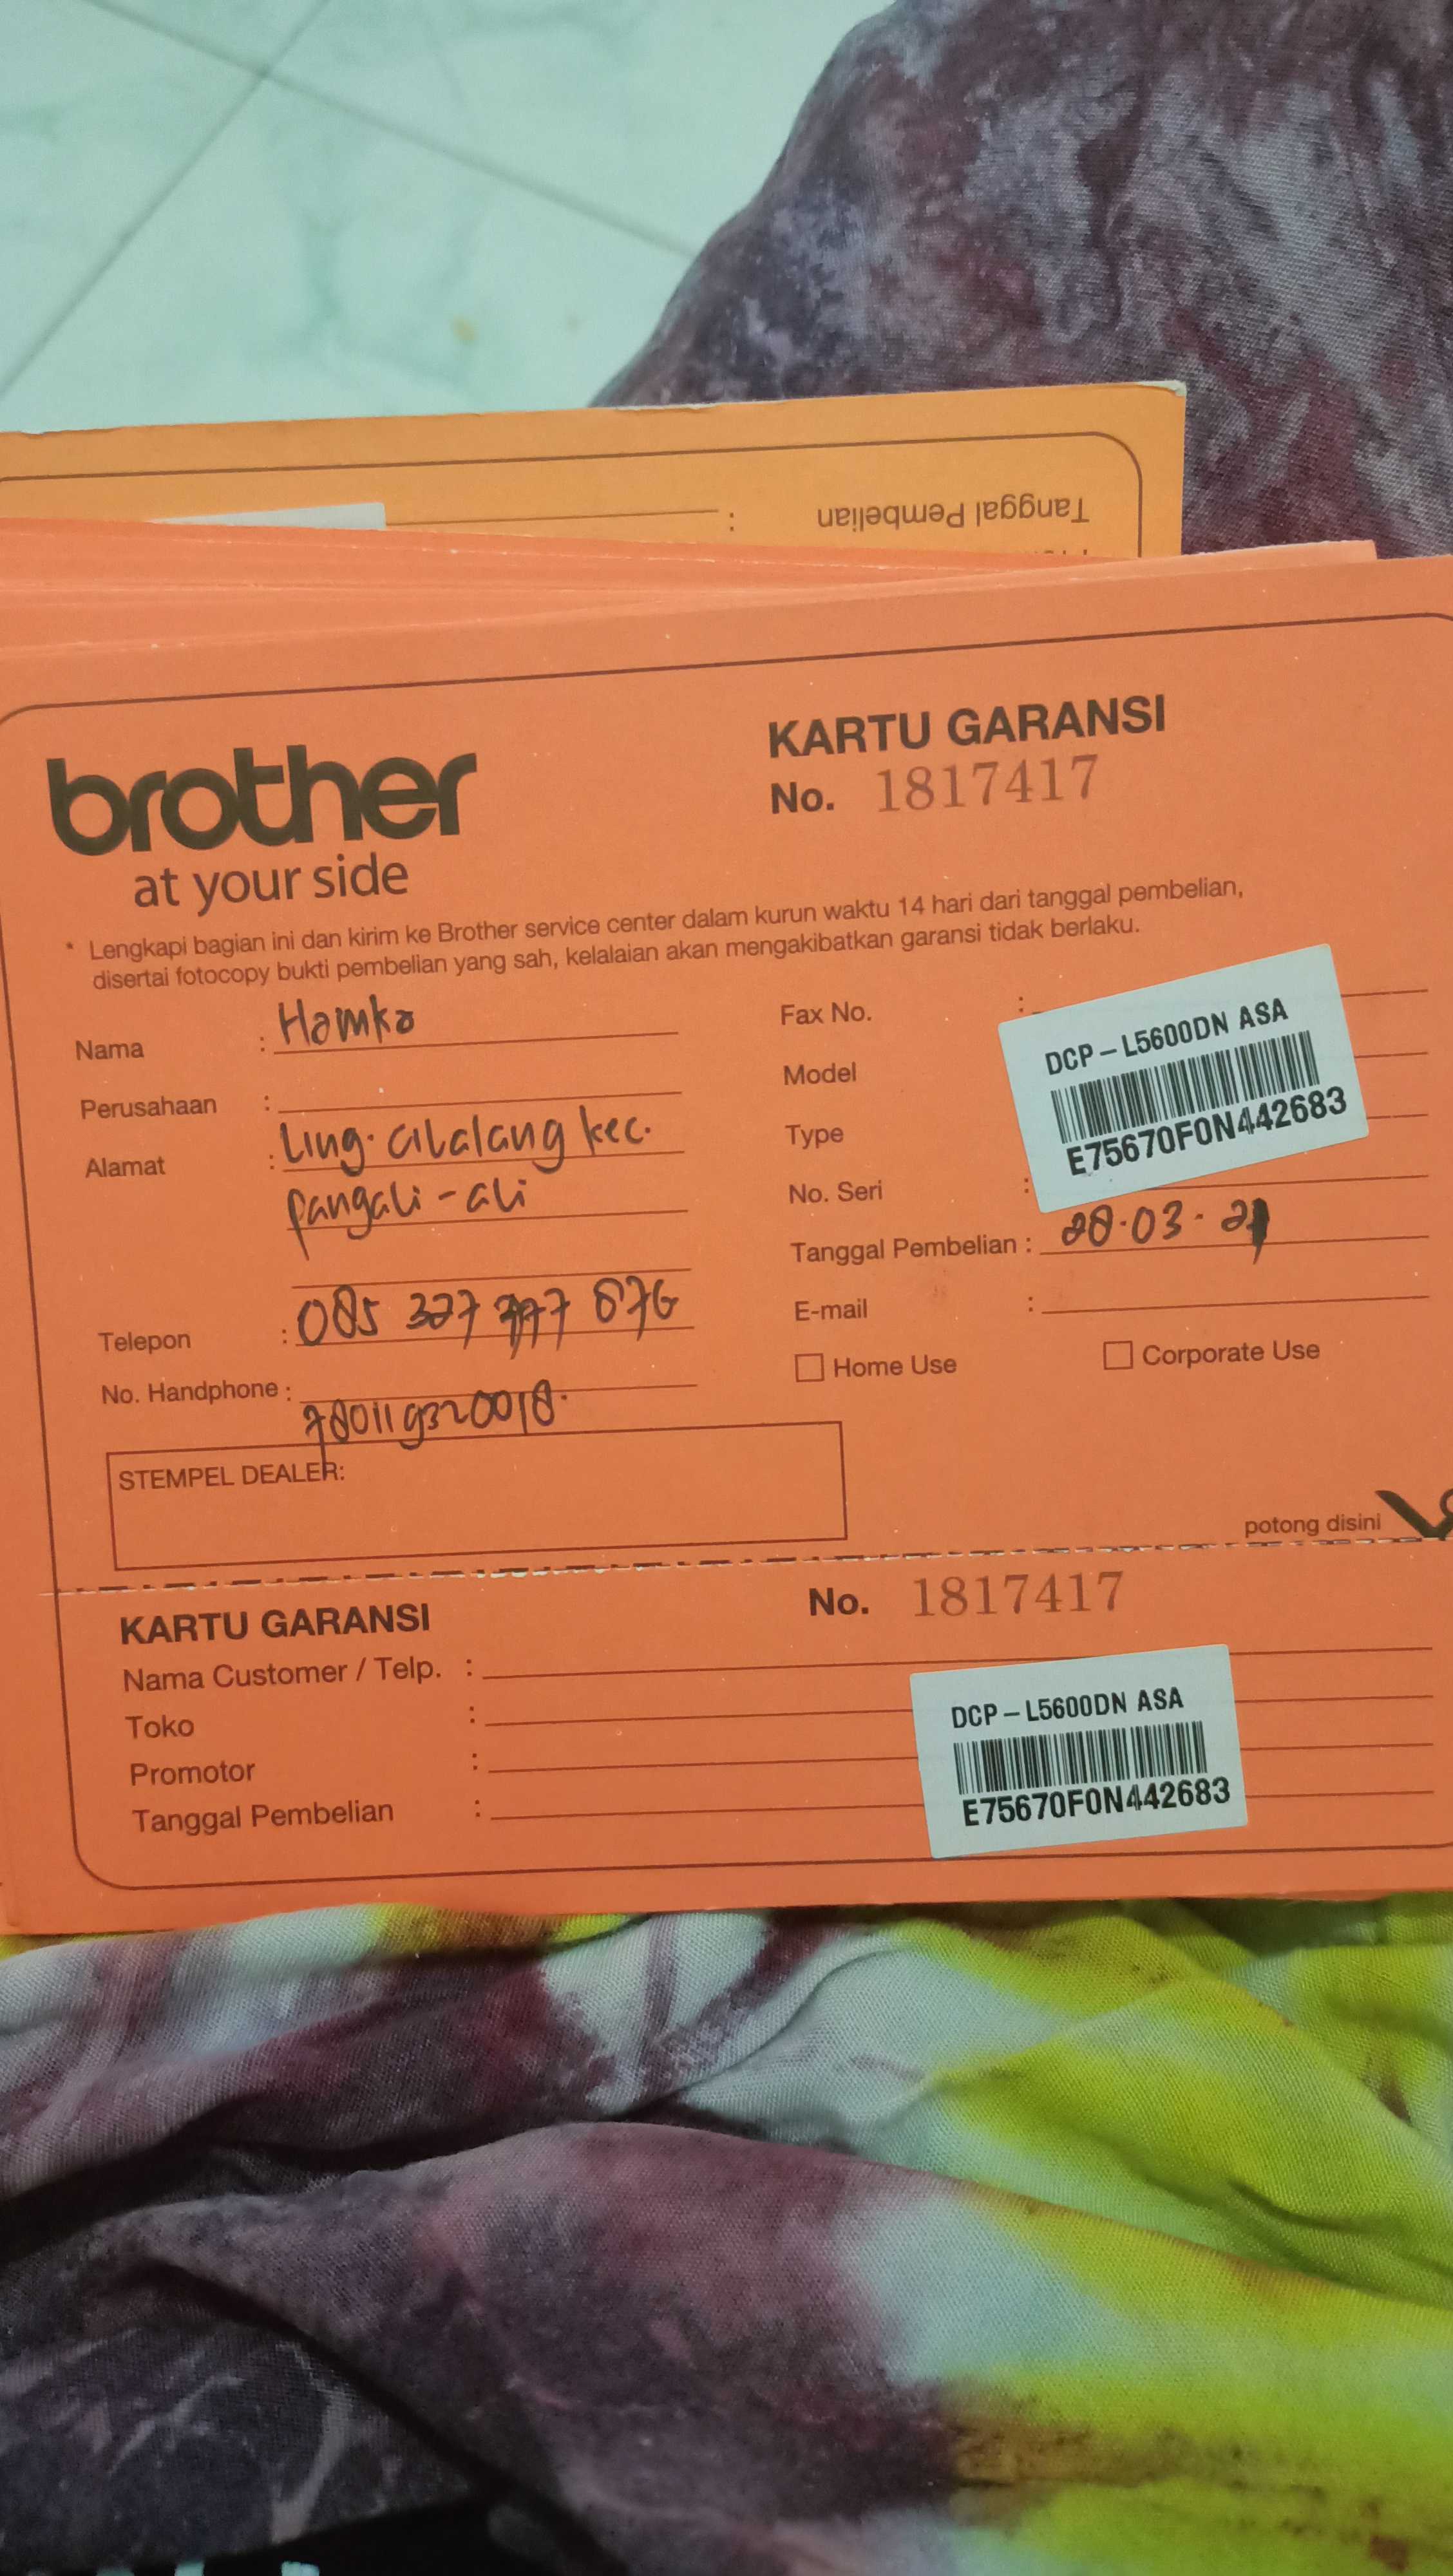 Tanggal Pembelian :
brother
at your side
KARTU GARANSI
No. 1817417
* Lengkapi bagian ini dan kirim ke Brother service center dalam kurun waktu 14 hari dari tanggal pembelian,
disertai fotocopy bukti pembelian yang sah, kelalaian akan mengakibatkan garansi tidak berlaku.
Nama : Hamka
Perusahaan :
Alamat : Ling. Cilalang kec.
pangali - ali
Telepon : 085 327 777 876
No. Handphone :
780119320018.
STEMPEL DEALER:
Fax No. :
Model
Type
No. Seri :
DCP – L5600DN ASA
E75670F0N442683
Tanggal Pembelian : 28.03.21
E-mail :
Home Use
Corporate Use
potong disini
KARTU GARANSI
No. 1817417
Nama Customer / Telp. :
Toko :
Promotor :
Tanggal Pembelian :
DCP – L5600DN ASA
E75670F0N442683